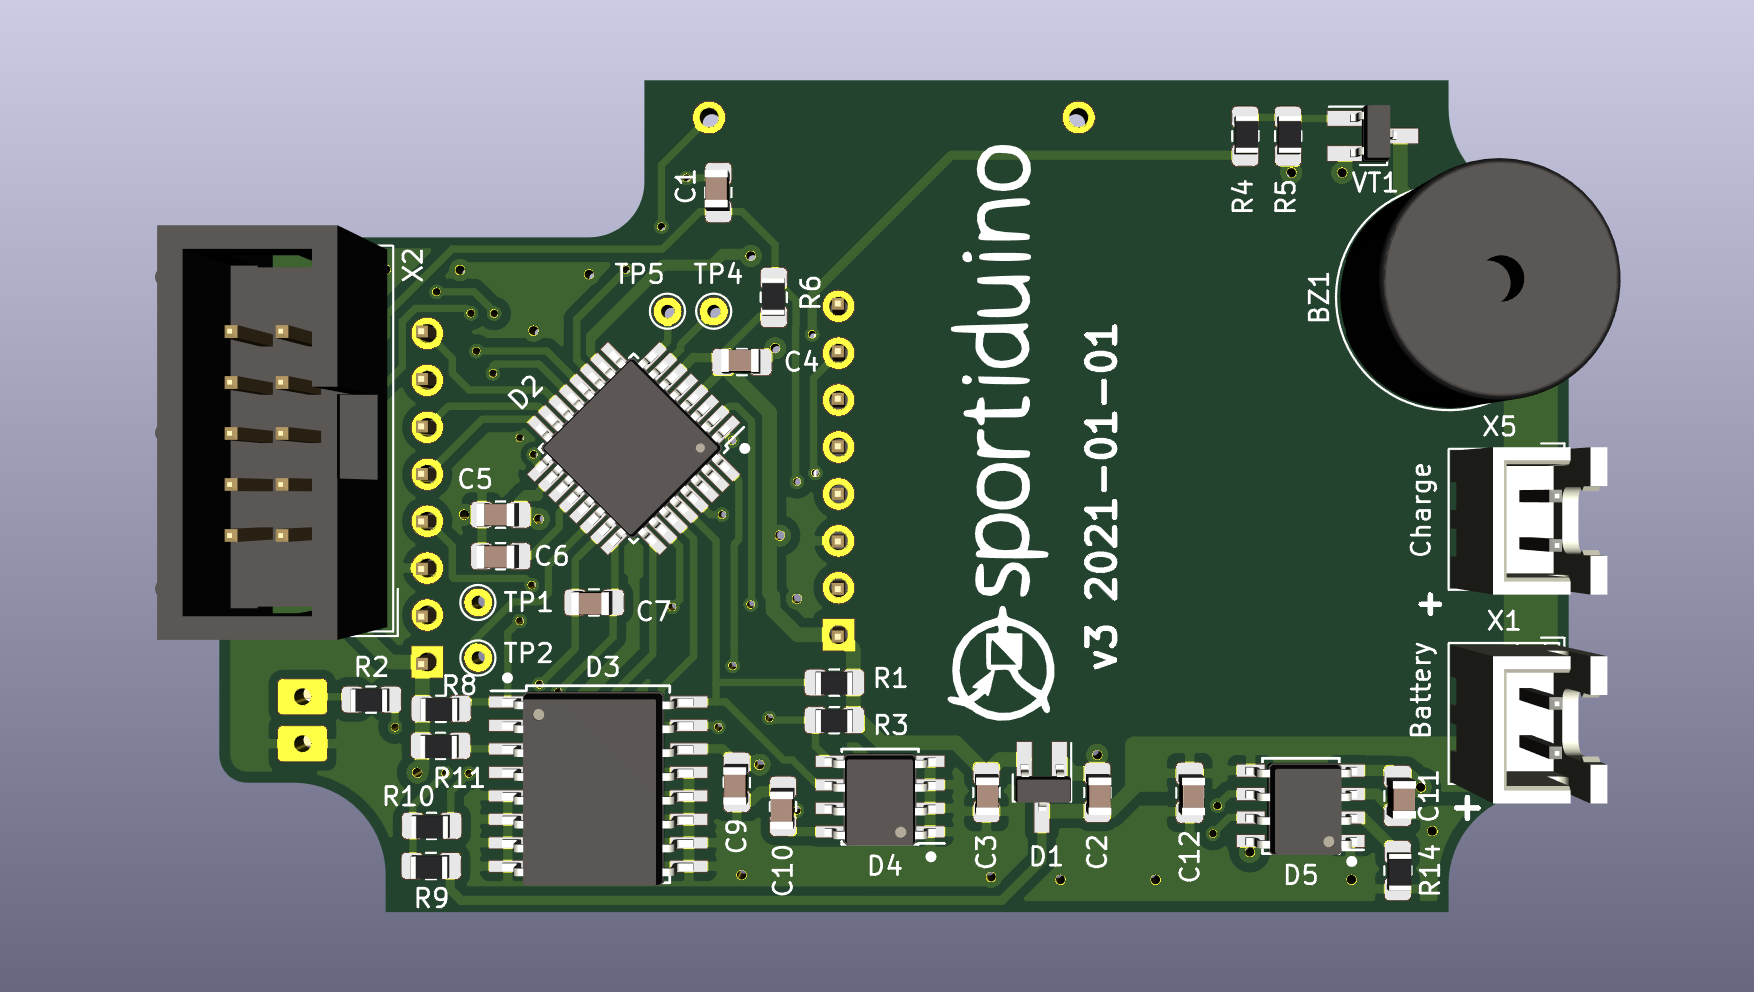 C1
R4
R5
VT1
X2
TP5
TP4
R6
BZ1
C4
D2
sportiduino
v3 2021-01-01
X5
Charge
+
C5
C6
TP1
C7
TP2
D3
R2
R8
R1
R3
X1
Battery
+
R11
R10
R9
C9
C10
D4
C3
D1
C2
C12
D5
C11
R14